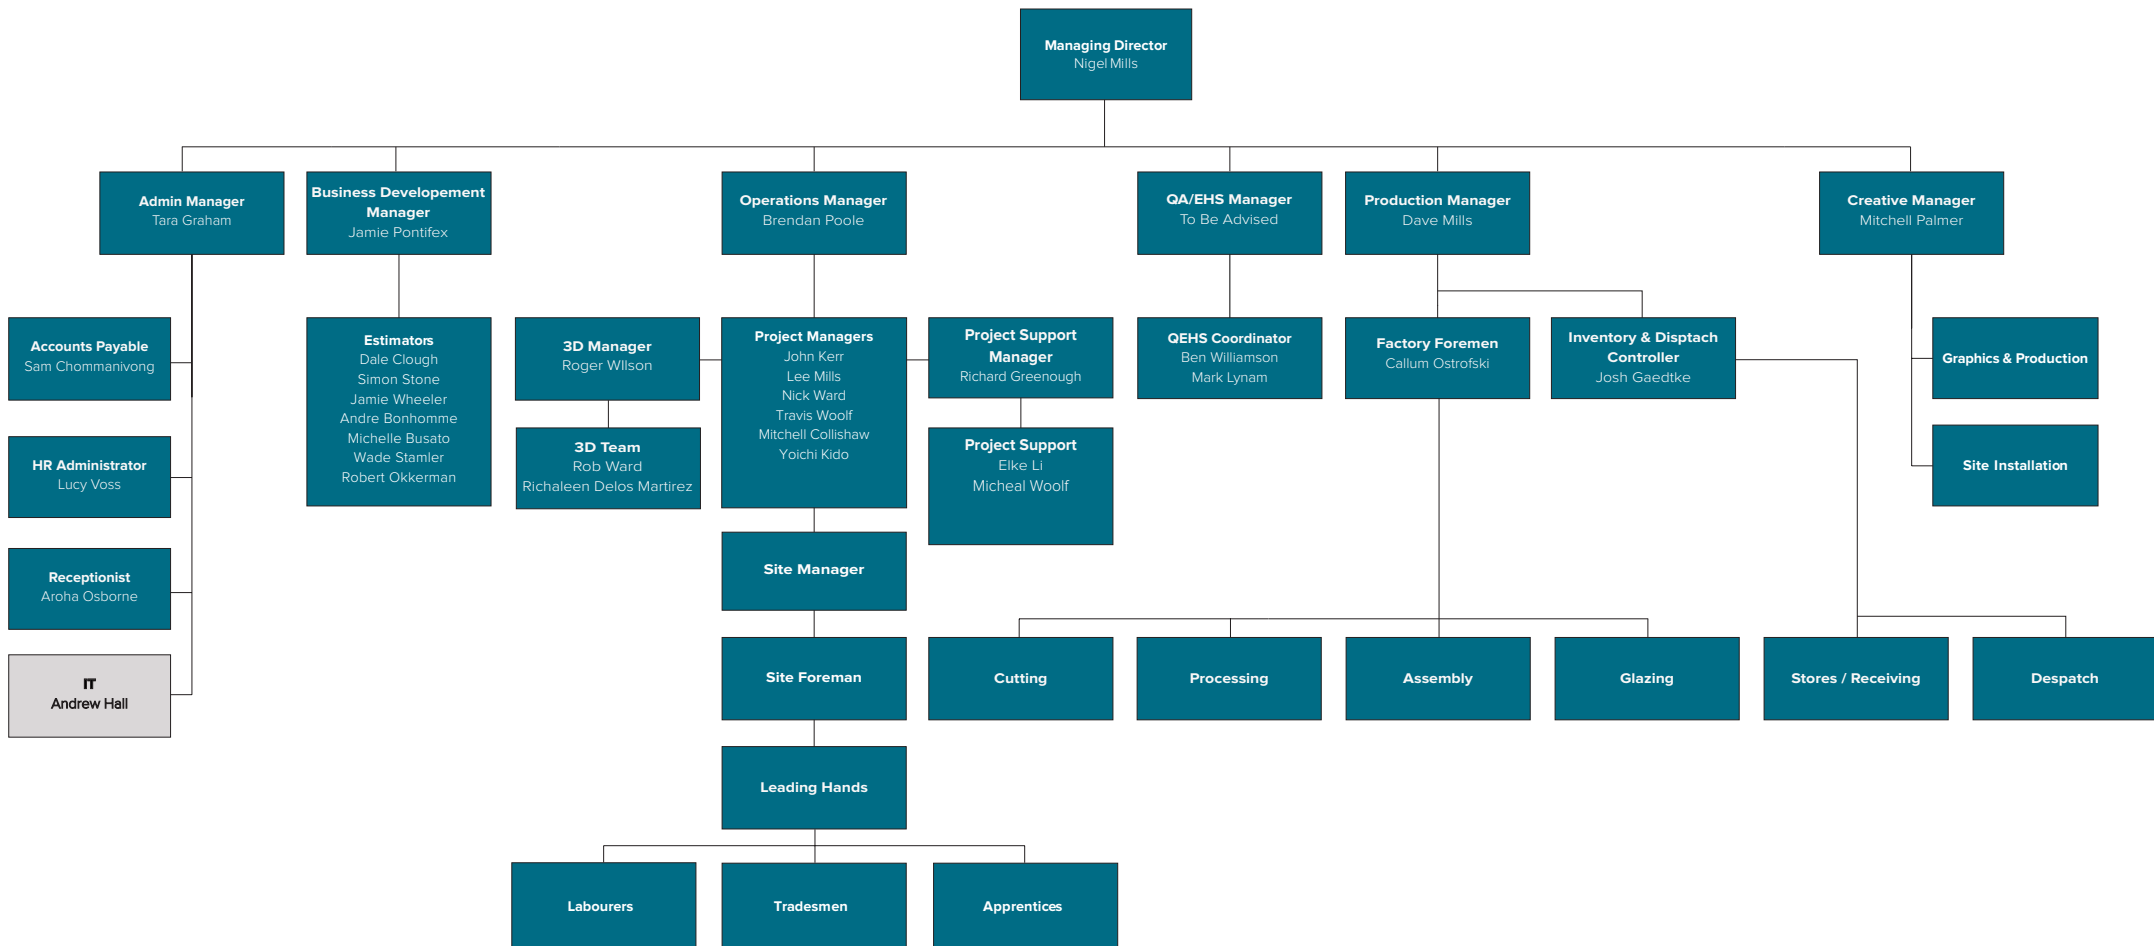 Managing Director
Nigel Mills
Admin Manager
Tara Graham
Business Developement
Manager
Jamie Pontifex
Operations Manager
Brendan Poole
QA/EHS Manager
To Be Advised
Production Manager
Dave Mills
Creative Manager
Mitchell Palmer
Accounts Payable
Sam Chommanivong
HR Administrator
Lucy Voss
Receptionist
Aroha Osborne
IT
Andrew Hall
Estimators
Dale Clough
Simon Stone
Jamie Wheeler
Andre Bonhomme
Michelle Busato
Wade Stamler
Robert Okkerman
3D Manager
Roger WIlson
3D Team
Rob Ward
Richaleen Delos Martirez
Project Managers
John Kerr
Lee Mills
Nick Ward
Travis Woolf
Mitchell Collishaw
Yoichi Kido
Project Support
Manager
Richard Greenough
Project Support
Elke Li
Micheal Woolf
QEHS Coordinator
Ben Williamson
Mark Lynam
Factory Foremen
Callum Ostrofski
Inventory & Disptach
Controller
Josh Gaedtke
Graphics & Production
Site Installation
Site Manager
Site Foreman
Cutting
Processing
Assembly
Glazing
Stores / Receiving
Despatch
Leading Hands
Labourers
Tradesmen
Apprentices